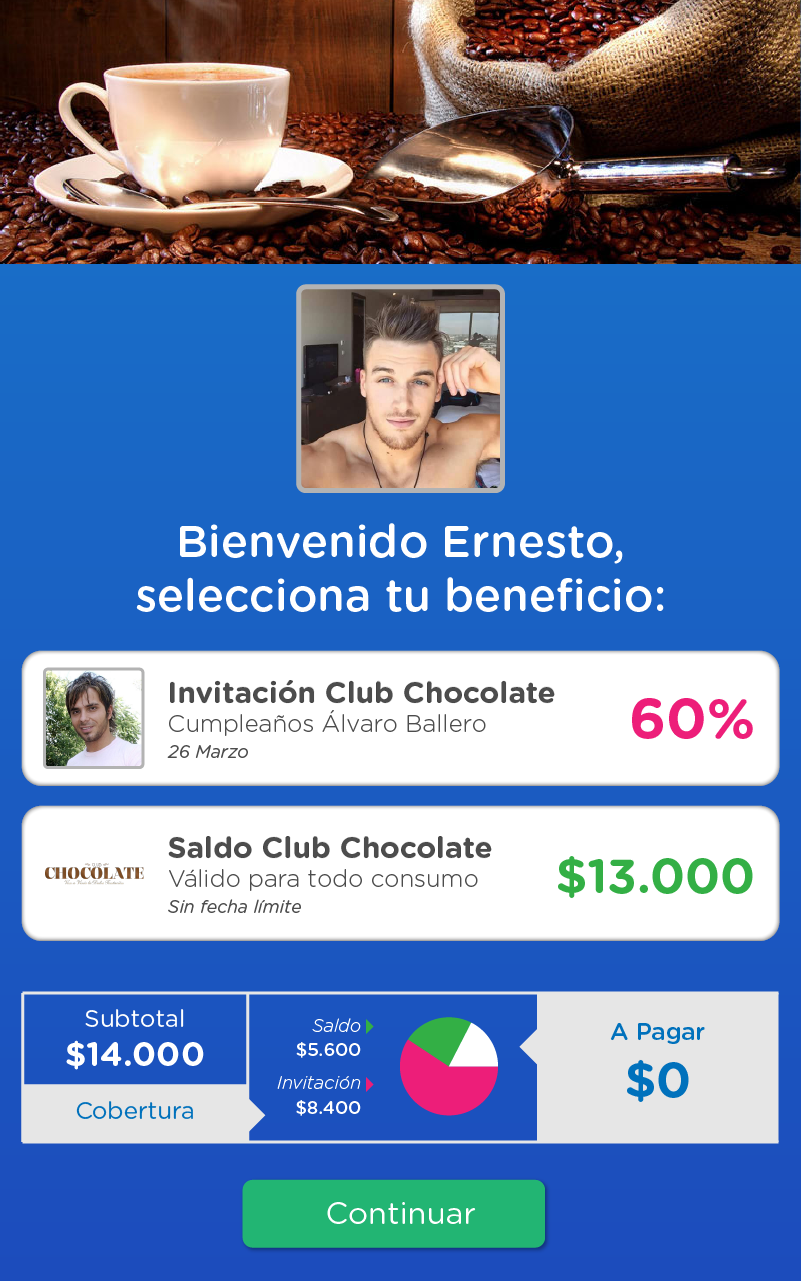 Bienvenido Ernesto,
selecciona tu beneficio:
Invitación Club Chocolate
Cumpleaños Álvaro Ballero
26 Marzo
60%
CLUB
CHOCOLATE
Saldo Club Chocolate
Válido para todo consumo
Sin fecha límite
$13.000
Subtotal
$14.000
Cobertura
Saldo
$5.600
Invitación
$8.400
A Pagar
$0
Continuar